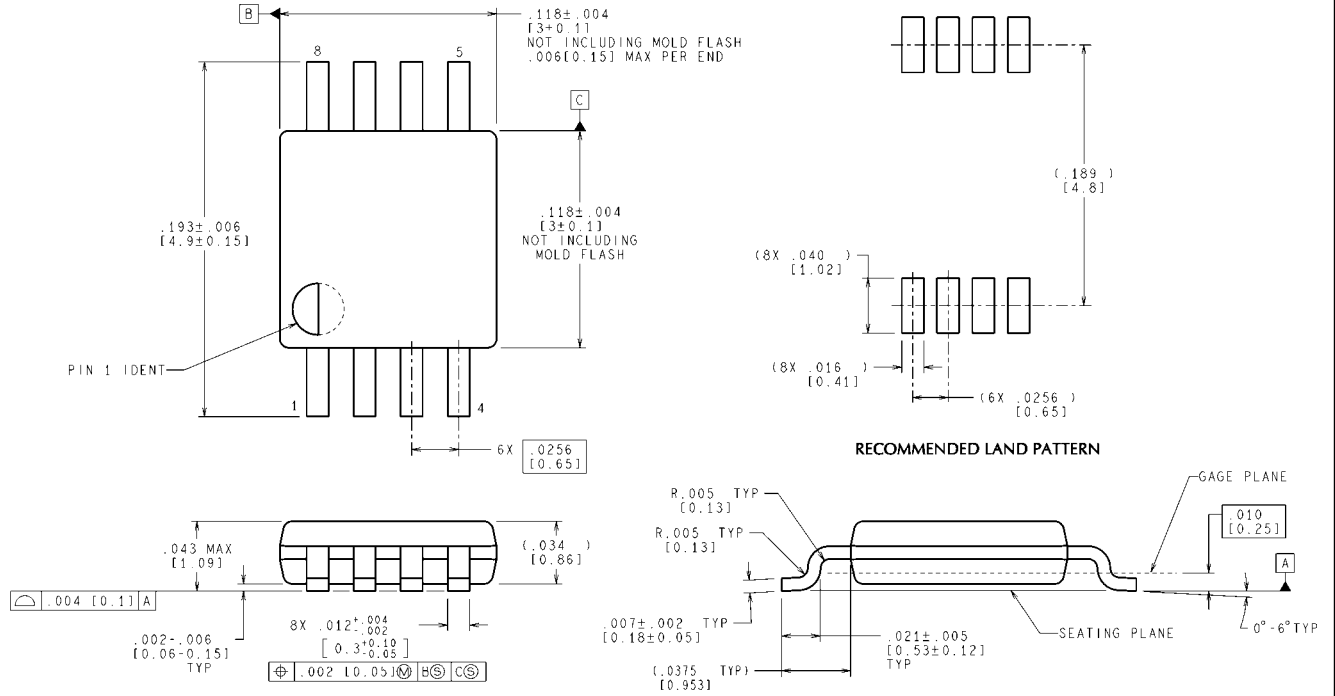 B
.118±.004
[3±0.1]
NOT INCLUDING MOLD FLASH
.006[0.15] MAX PER END
8
5
C
.193±.006
[4.9±0.15]
.118±.004
[3±0.1]
NOT INCLUDING
MOLD FLASH
PIN 1 IDENT
1
4
6X .0256
[0.65]
(.189 )
[4.8]
(8X .040 )
[1.02]
(8X .016 )
[0.41]
(6X .0256 )
[0.65]
RECOMMENDED LAND PATTERN
.043 MAX
[1.09]
(.034 )
[0.86]
.004 [0.1] A
.002-.006
[0.06-0.15]
TYP
8X .012 +.004 -.002
[ 0.3 +0.10 -0.05 ]
⌖ .002 [0.05]Ⓜ BⓈ CⓈ
R.005 TYP
[0.13]
R.005 TYP
[0.13]
GAGE PLANE
.010
[0.25]
A
0°-6° TYP
SEATING PLANE
.007±.002 TYP
[0.18±0.05]
.021±.005
[0.53±0.12]
TYP
(.0375 TYP)
[0.953]